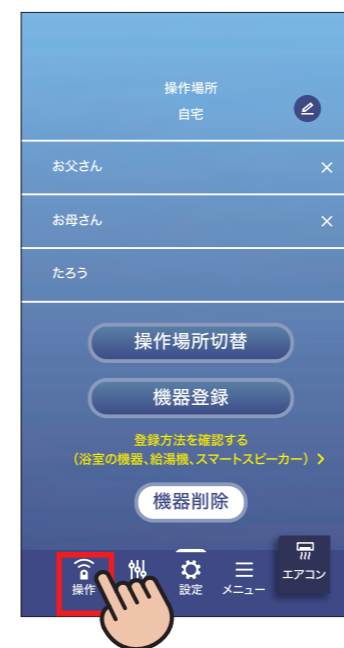 操作場所
自宅
お父さん ×
お母さん ×
たろう
操作場所切替
機器登録
登録方法を確認する
(浴室の機器、給湯機、スマートスピーカー) >
機器削除
操作
設定
メニュー
エアコン